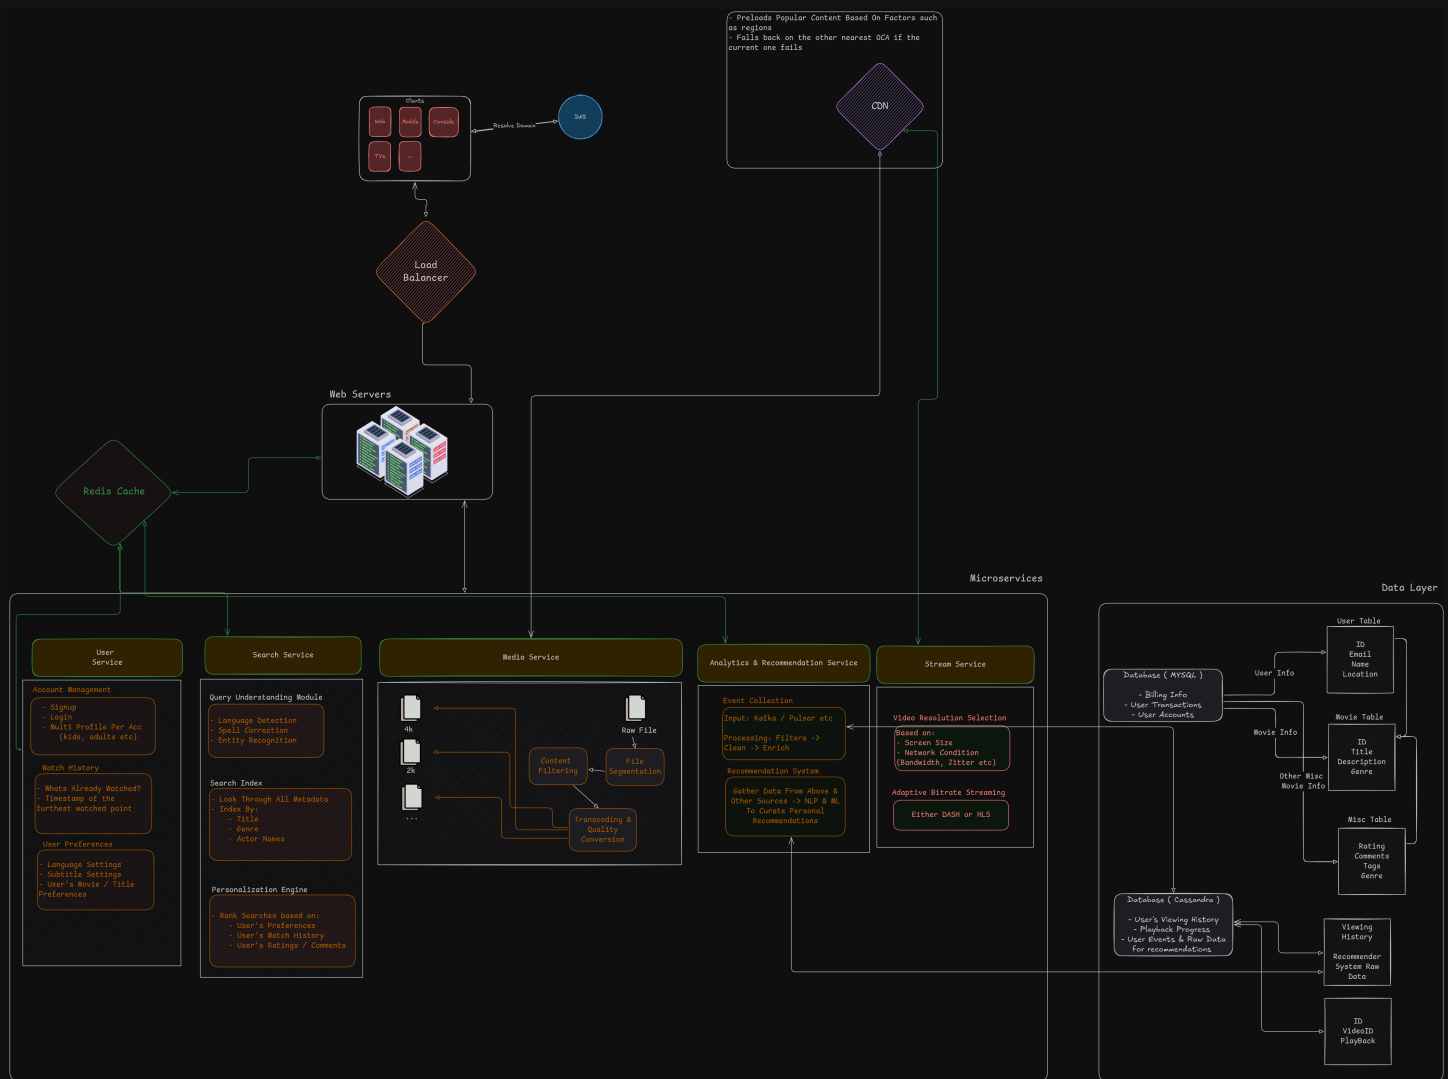 - Preloads Popular Content Based On Factors such
as regions
- Falls back on the other nearest OCA if the
current one fails
CDN
Clients
Web
Mobile
Console
TVs
...
Resolve Domain
DNS
Load
Balancer
Web Servers
Redis Cache
Microservices
Data Layer
User
Service
Account Management
- Signup
- Login
- Multi Profile Per Acc
(kids, adults etc)
Watch History
- Whats Already Watched?
- Timestamp of the
furthest watched point
User Preferences
- Language Settings
- Subtitle Settings
- User's Movie / Title
Preferences
Search Service
Query Understanding Module
- Language Detection
- Spell Correction
- Entity Recognition
Search Index
- Look Through All Metadata
- Index By:
- Title
- Genre
- Actor Names
Personalization Engine
- Rank Searches based on:
- User's Preferences
- User's Watch History
- User's Ratings / Comments
Media Service
4k
2k
...
Raw File
File
Segmentation
Content
Filtering
Transcoding &
Quality
Conversion
Analytics & Recommendation Service
Event Collection
Input: Kafka / Pulsar etc
Processing: Filters ->
Clean -> Enrich
Recommendation System
Gather Data From Above &
Other Sources -> NLP & ML
To Curate Personal
Recommendations
Stream Service
Video Resolution Selection
Based on:
- Screen Size
- Network Condition
(Bandwidth, Jitter etc)
Adaptive Bitrate Streaming
Either DASH or HLS
Database ( MYSQL )
- Billing Info
- User Transactions
- User Accounts
User Info
Movie Info
Other Misc
Movie Info
User Table
ID
Email
Name
Location
Movie Table
ID
Title
Description
Genre
Misc Table
Rating
Comments
Tags
Genre
Database ( Cassandra )
- User's Viewing History
- Playback Progress
- User Events & Raw Data
for recommendations
Viewing
History
Recommender
System Raw
Data
ID
VideoID
PlayBack